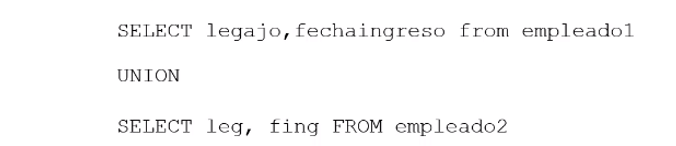 SELECT legajo,fechaingreso from empleado1
UNION
SELECT leg, fing FROM empleado2